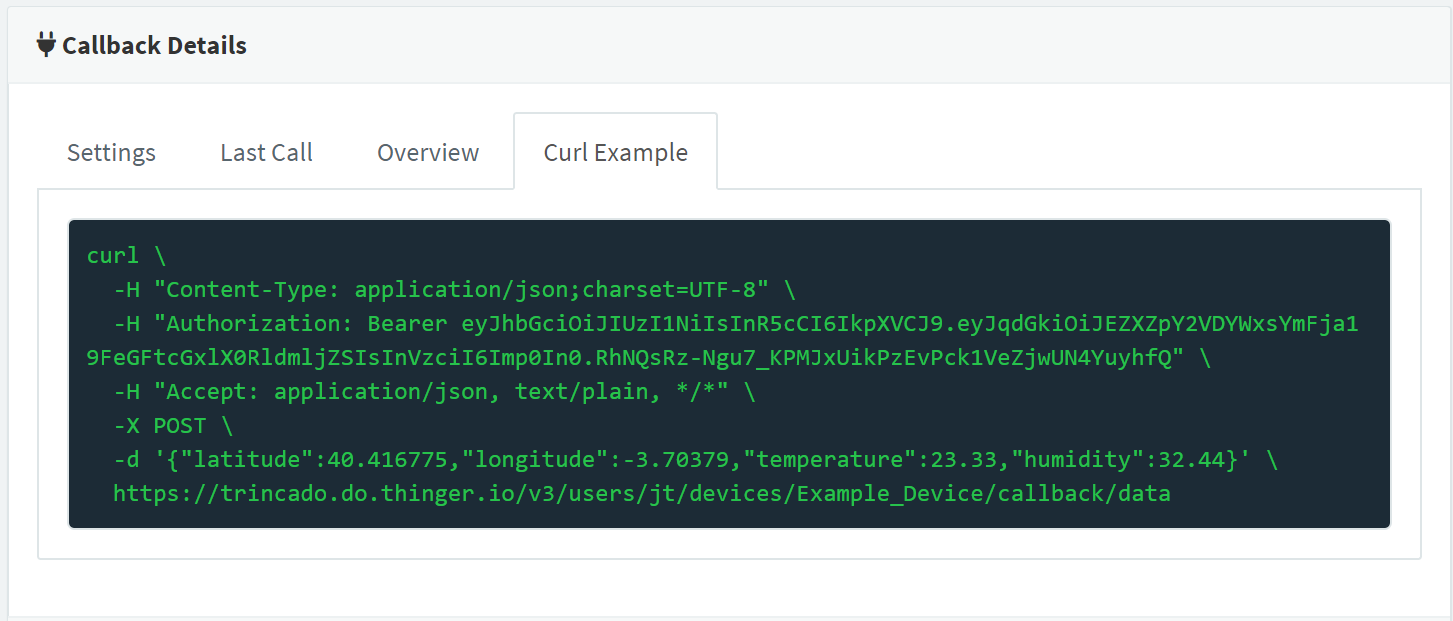 Callback Details
Settings Last Call Overview Curl Example
curl \
-H "Content-Type: application/json;charset=UTF-8" \
-H "Authorization: Bearer eyJhbGciOiJIUzI1NiIsInR5cCI6IkpXVCJ9.eyJqdGkiOiJEZXZpY2VDYWxsYmFja1
9FeGFtcGxlX0RldmljZSIsInVzciI6Imp0In0.RhNQsRz-Ngu7_KPMJxUikPzEvPck1VeZjwUN4YuyhfQ" \
-H "Accept: application/json, text/plain, */*" \
-X POST \
-d '{"latitude":40.416775,"longitude":-3.70379,"temperature":23.33,"humidity":32.44}' \
https://trincado.do.thinger.io/v3/users/jt/devices/Example_Device/callback/data